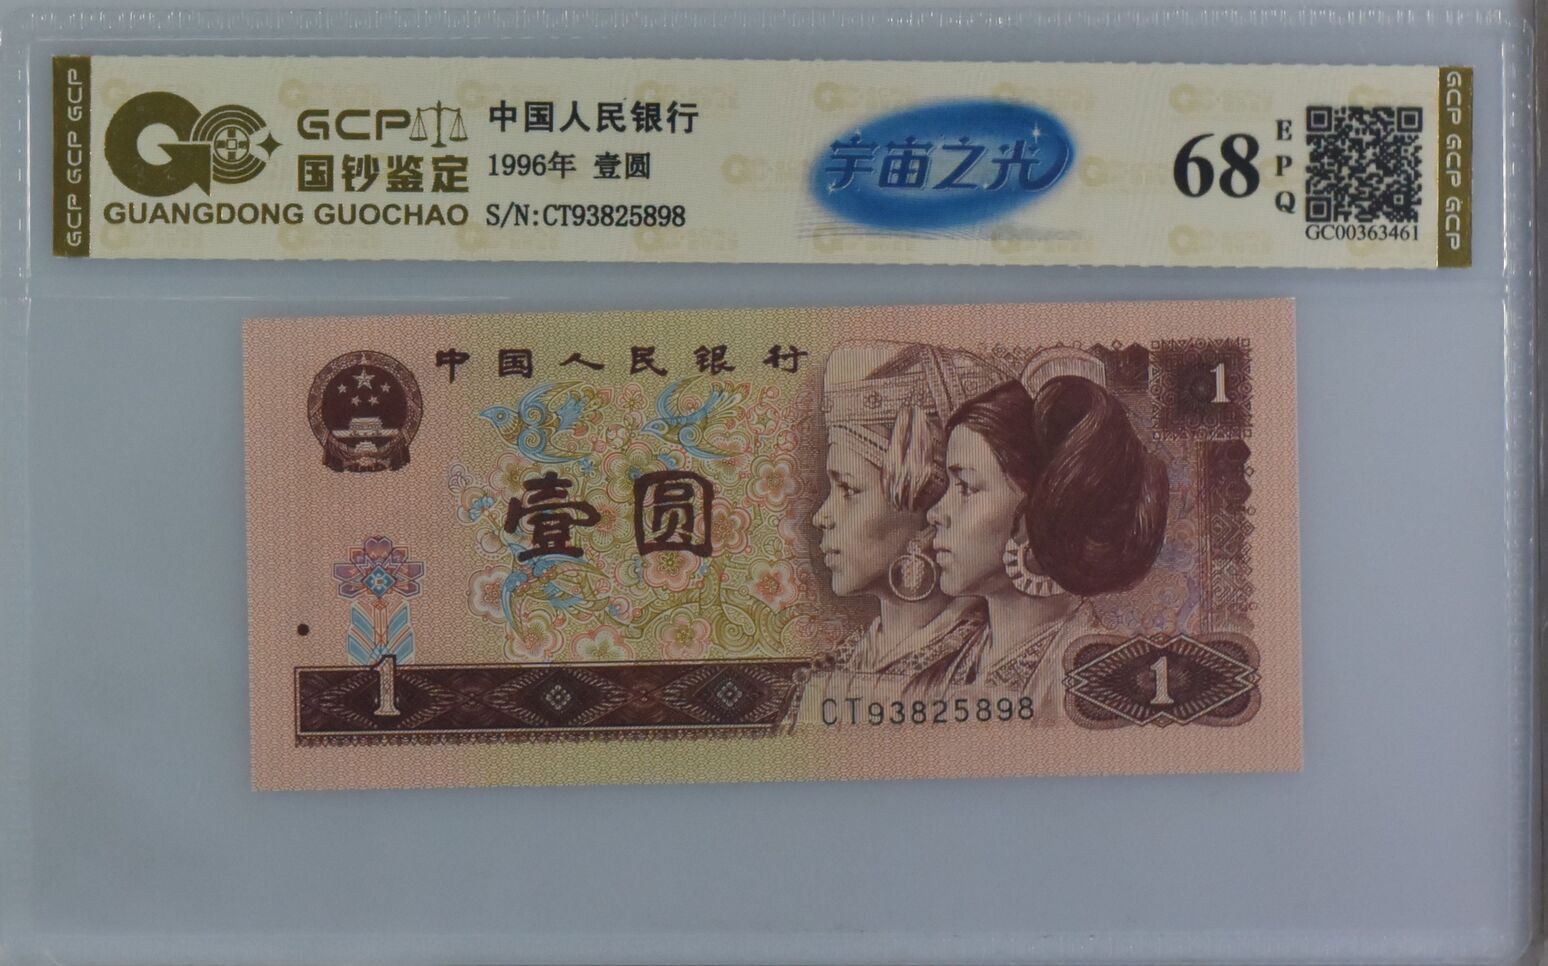 GCP GCP GCP
GCP
国钞鉴定
GUANGDONG GUOCHAO
中国人民银行
1996年 壹圆
S/N:CT93825898
宇宙之光
68
EPQ
GC00363461
GCP GCP GCP
中国人民银行
1
壹圆
1
CT93825898
1